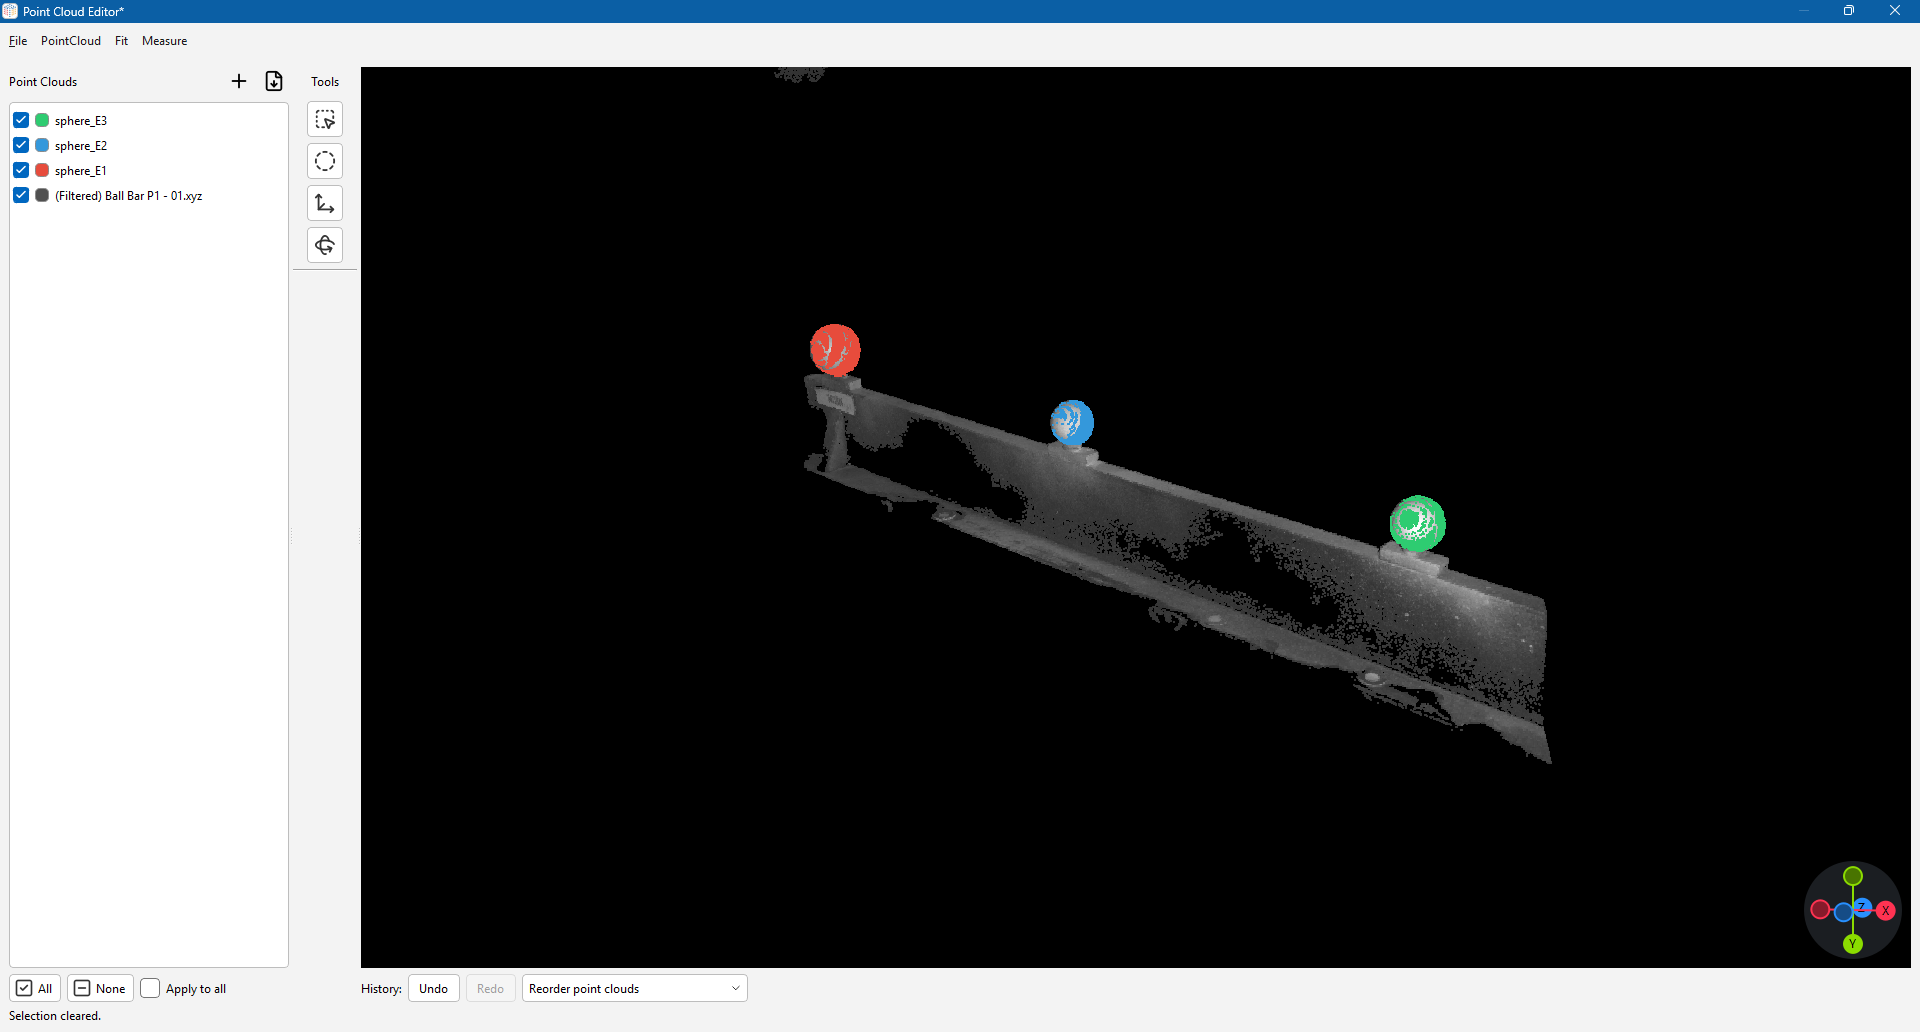 Point Cloud Editor*
File PointCloud Fit Measure
Point Clouds
Tools
sphere_E3
sphere_E2
sphere_E1
(Filtered) Ball Bar P1 - 01.xyz
Z
X
Y
All None Apply to all
History: Undo Redo Reorder point clouds
Selection cleared.